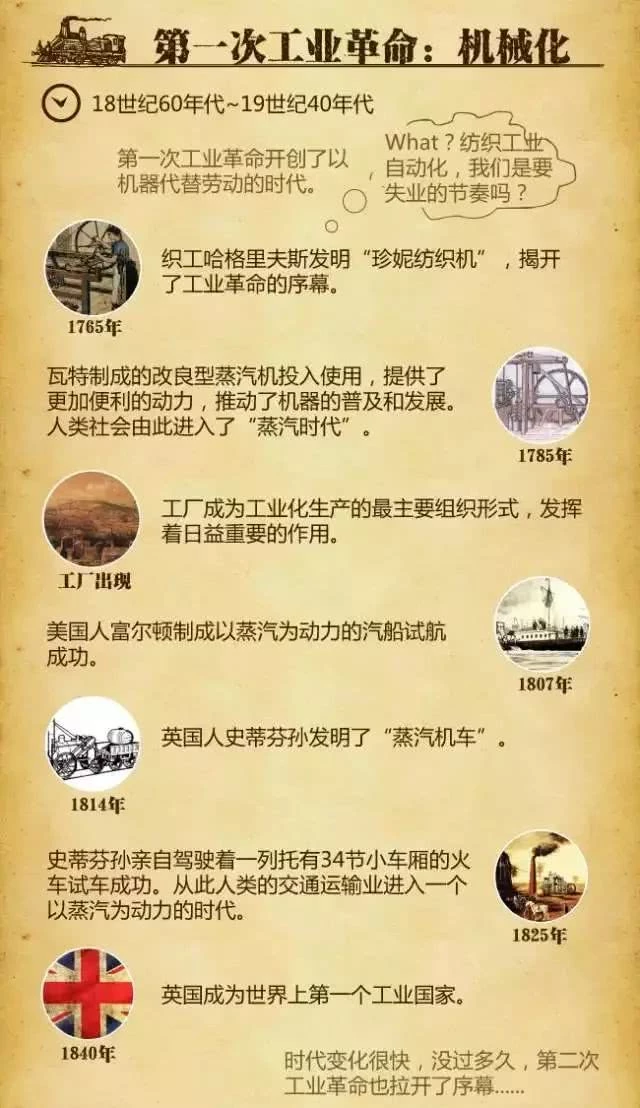 第一次工业革命：机械化
18世纪60年代~19世纪40年代
What？纺织工业
自动化，我们是要
失业的节奏吗？
第一次工业革命开创了以
机器代替劳动的时代。
，
织工哈格里夫斯发明“珍妮纺织机”，揭开
了工业革命的序幕。
1765年
瓦特制成的改良型蒸汽机投入使用，提供了
更加便利的动力，推动了机器的普及和发展。
人类社会由此进入了“蒸汽时代”。
1785年
工厂成为工业化生产的最主要组织形式，发挥
着日益重要的作用。
工厂出现
美国人富尔顿制成以蒸汽为动力的汽船试航
成功。
1807年
英国人史蒂芬孙发明了“蒸汽机车”。
1814年
史蒂芬孙亲自驾驶着一列托有34节小车厢的火
车试车成功。从此人类的交通运输业进入一个
以蒸汽为动力的时代。
1825年
英国成为世界上第一个工业国家。
1840年
时代变化很快，没过多久，第二次
工业革命也拉开了序幕......